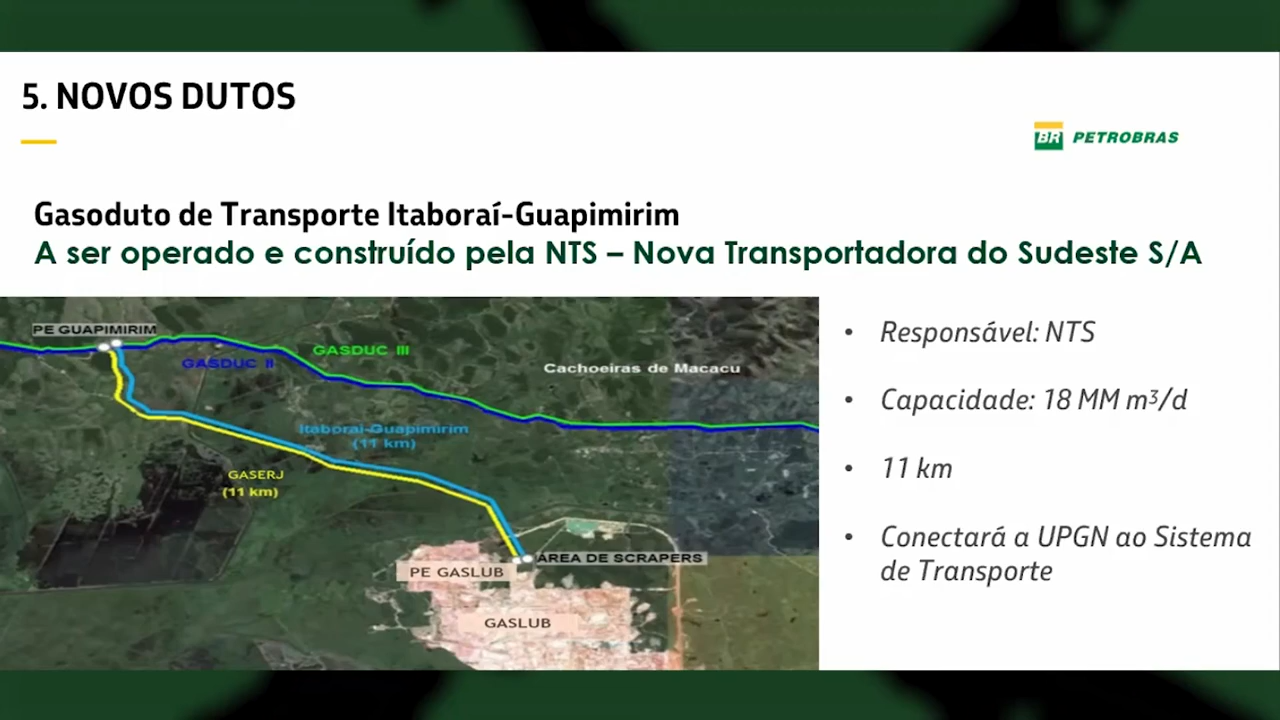 5. NOVOS DUTOS
BR PETROBRAS
Gasoduto de Transporte Itaboraí-Guapimirim
A ser operado e construído pela NTS – Nova Transportadora do Sudeste S/A
PE GUAPIMIRIM
GASDUC III
GASDUC II
Cachoeiras de Macacu
Itaboraí-Guapimirim
(11 km)
GASERJ
(11 km)
ÁREA DE SCRAPERS
PE GASLUB
GASLUB
• Responsável: NTS
• Capacidade: 18 MM m³/d
• 11 km
• Conectará a UPGN ao Sistema
de Transporte